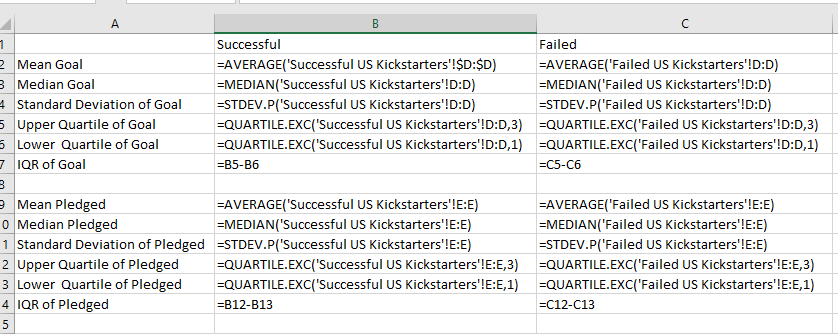 A B C
1 Successful Failed
2 Mean Goal =AVERAGE('Successful US Kickstarters'!$D:$D) =AVERAGE('Failed US Kickstarters'!D:D)
3 Median Goal =MEDIAN('Successful US Kickstarters'!D:D) =MEDIAN('Failed US Kickstarters'!D:D)
4 Standard Deviation of Goal =STDEV.P('Successful US Kickstarters'!D:D) =STDEV.P('Failed US Kickstarters'!D:D)
5 Upper Quartile of Goal =QUARTILE.EXC('Successful US Kickstarters'!D:D,3) =QUARTILE.EXC('Failed US Kickstarters'!D:D,3)
6 Lower  Quartile of Goal =QUARTILE.EXC('Successful US Kickstarters'!D:D,1) =QUARTILE.EXC('Failed US Kickstarters'!D:D,1)
7 IQR of Goal =B5-B6 =C5-C6
8
9 Mean Pledged =AVERAGE('Successful US Kickstarters'!E:E) =AVERAGE('Failed US Kickstarters'!E:E)
0 Median Pledged =MEDIAN('Successful US Kickstarters'!E:E) =MEDIAN('Failed US Kickstarters'!E:E)
1 Standard Deviation of Pledged =STDEV.P('Successful US Kickstarters'!E:E) =STDEV.P('Failed US Kickstarters'!E:E)
2 Upper Quartile of Pledged =QUARTILE.EXC('Successful US Kickstarters'!E:E,3) =QUARTILE.EXC('Failed US Kickstarters'!E:E,3)
3 Lower  Quartile of Pledged =QUARTILE.EXC('Successful US Kickstarters'!E:E,1) =QUARTILE.EXC('Failed US Kickstarters'!E:E,1)
4 IQR of Pledged =B12-B13 =C12-C13
5